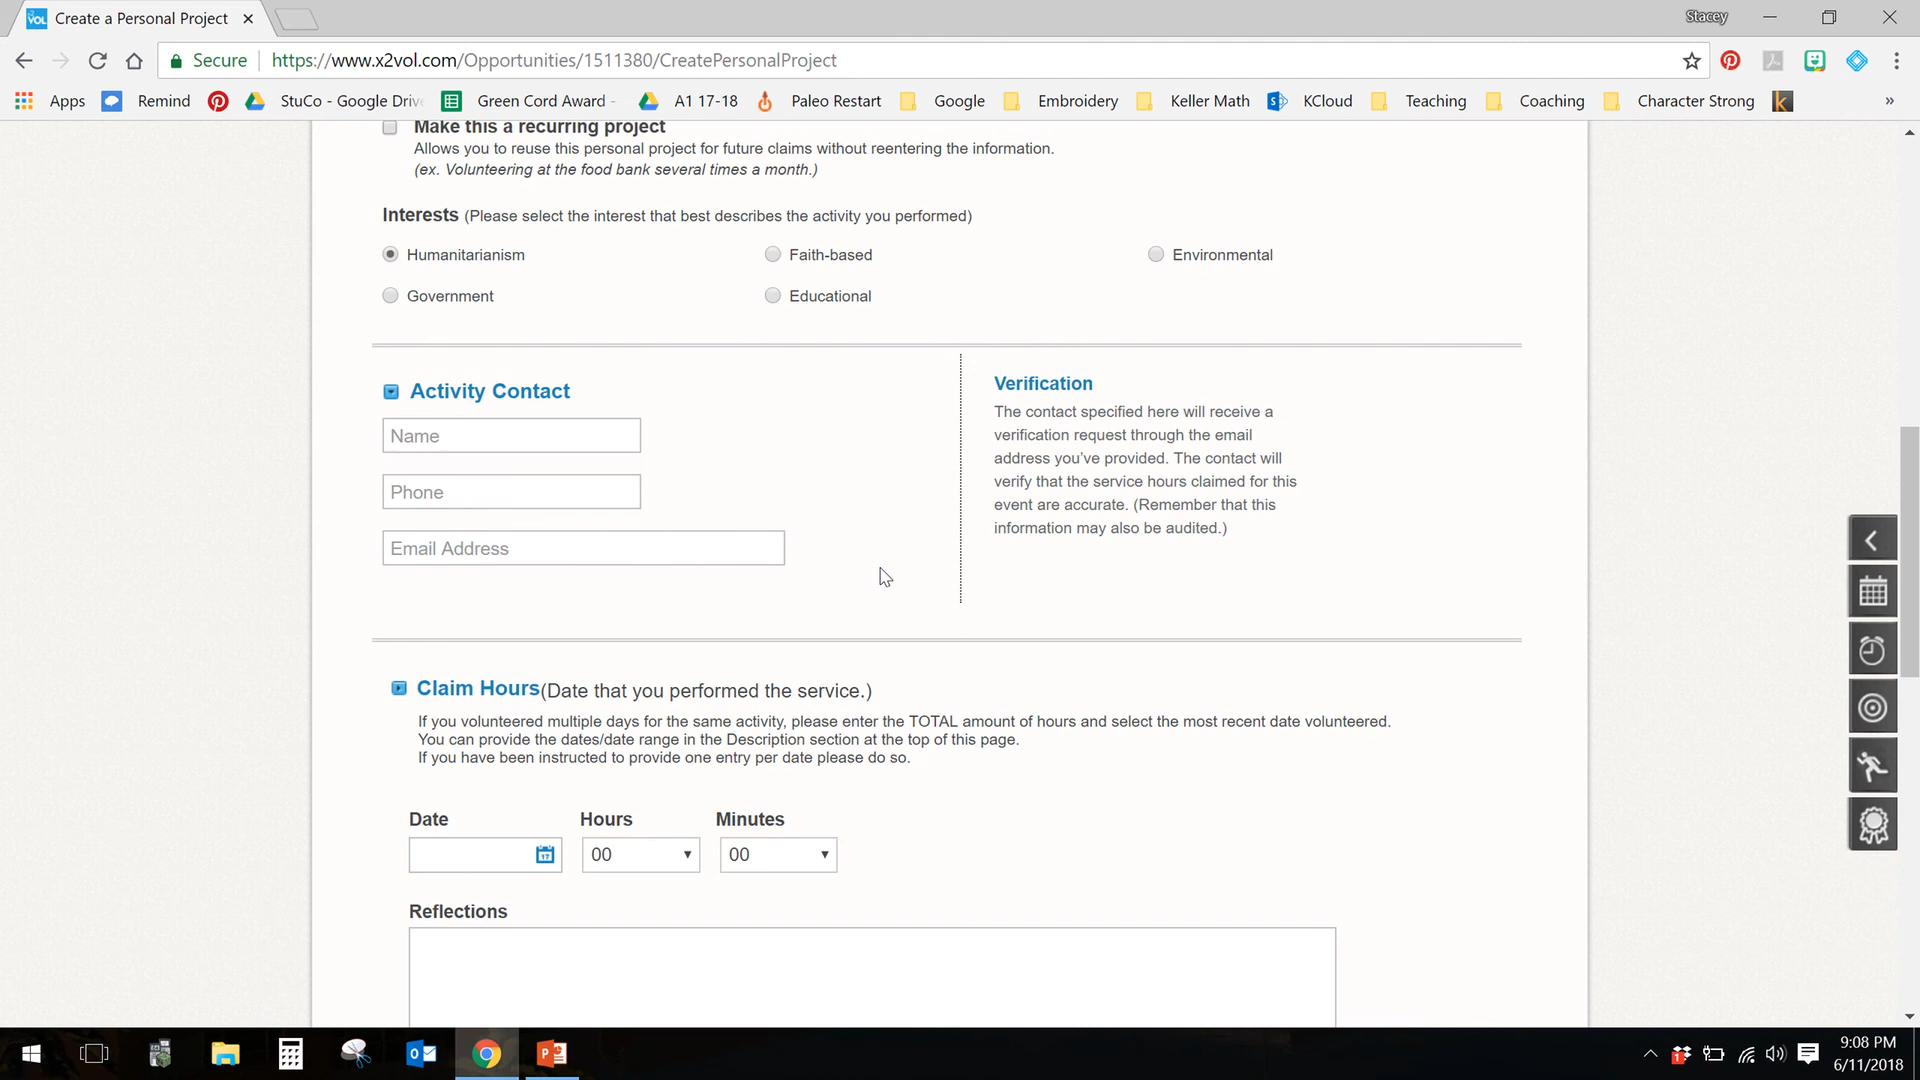 Create a Personal Project
Stacey
Secure
https://www.x2vol.com/Opportunities/1511380/CreatePersonalProject
Apps
Remind
StuCo - Google Drive
Green Cord Award -
A1 17-18
Paleo Restart
Google
Embroidery
Keller Math
KCloud
Teaching
Coaching
Character Strong
»
Make this a recurring project
Allows you to reuse this personal project for future claims without reentering the information.
(ex. Volunteering at the food bank several times a month.)
Interests (Please select the interest that best describes the activity you performed)
Humanitarianism
Faith-based
Environmental
Government
Educational
Activity Contact
Name
Phone
Email Address
Verification
The contact specified here will receive a
verification request through the email
address you've provided. The contact will
verify that the service hours claimed for this
event are accurate. (Remember that this
information may also be audited.)
Claim Hours(Date that you performed the service.)
If you volunteered multiple days for the same activity, please enter the TOTAL amount of hours and select the most recent date volunteered.
You can provide the dates/date range in the Description section at the top of this page.
If you have been instructed to provide one entry per date please do so.
Date
Hours
Minutes
00
00
Reflections
9:08 PM
6/11/2018